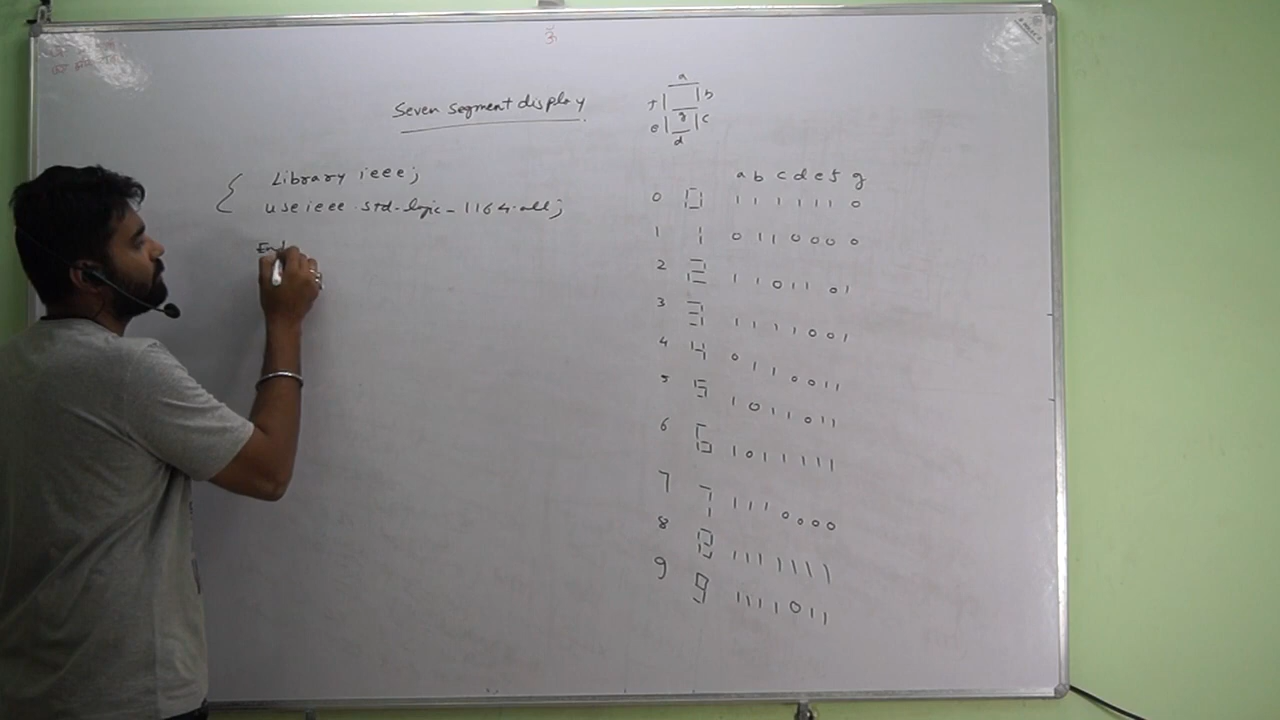 ॐ
Seven segment display
a
f b
g
e c
d
Library ieee;
use ieee.std-logic-1164.all;
Ent
a b c d e f g
0 1 1 1 1 1 1 0
1 0 1 1 0 0 0 0
2 1 1 0 1 1 0 1
3 1 1 1 1 0 0 1
4 0 1 1 0 0 1 1
5 1 0 1 1 0 1 1
6 1 0 1 1 1 1 1
7 1 1 1 0 0 0 0
8 1 1 1 1 1 1 1
9 1 1 1 1 0 1 1